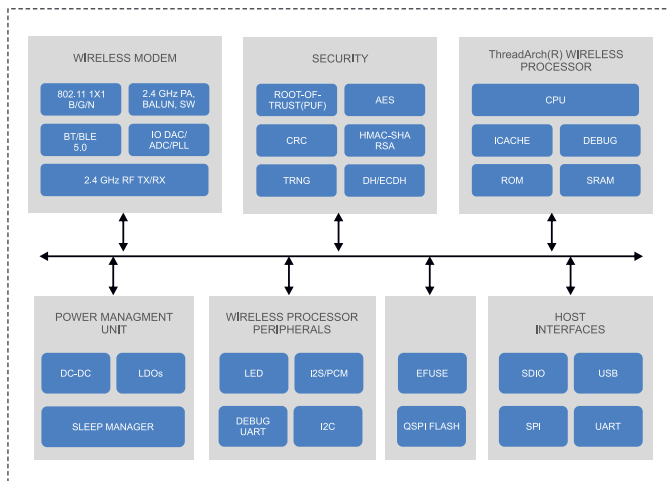 WIRELESS MODEM
802.11 1X1
B/G/N
2.4 GHz PA,
BALUN, SW
BT/BLE
5.0
IO DAC/
ADC/PLL
2.4 GHz RF TX/RX
SECURITY
ROOT-OF-
TRUST(PUF)
AES
CRC
HMAC-SHA
RSA
TRNG
DH/ECDH
ThreadArch(R) WIRELESS
PROCESSOR
CPU
ICACHE
DEBUG
ROM
SRAM
POWER MANAGMENT
UNIT
DC-DC
LDOs
SLEEP MANAGER
WIRELESS PROCESSOR
PERIPHERALS
LED
I2S/PCM
DEBUG
UART
I2C
EFUSE
QSPI FLASH
HOST
INTERFACES
SDIO
USB
SPI
UART